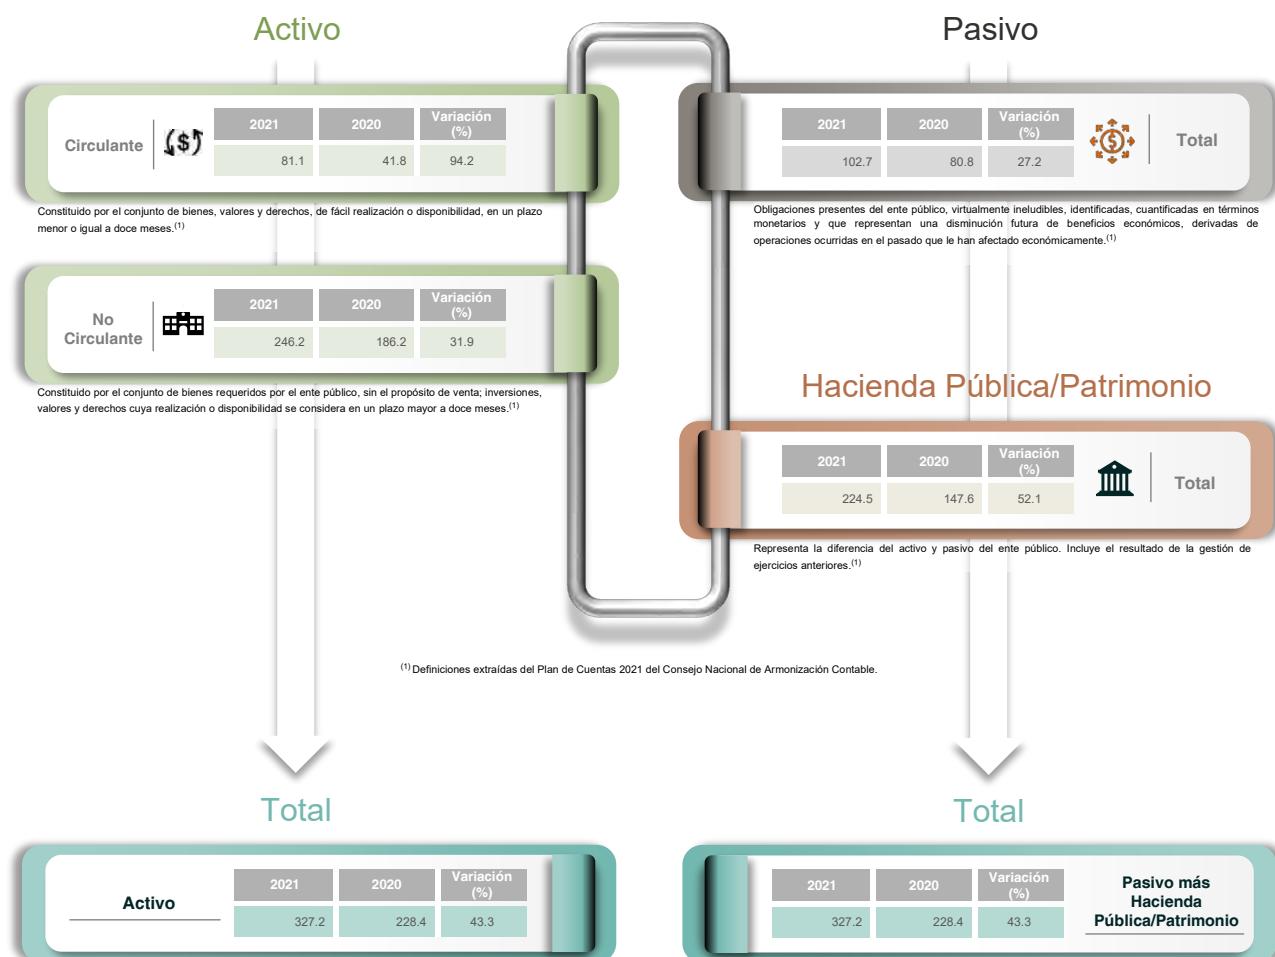 Activo
Circulante
2021 2020 Variación (%)
81.1 41.8 94.2
Constituido por el conjunto de bienes, valores y derechos, de fácil realización o disponibilidad, en un plazo
menor o igual a doce meses.(1)
No
Circulante
2021 2020 Variación (%)
246.2 186.2 31.9
Constituido por el conjunto de bienes requeridos por el ente público, sin el propósito de venta; inversiones,
valores y derechos cuya realización o disponibilidad se considera en un plazo mayor a doce meses.(1)
Pasivo
2021 2020 Variación (%)
102.7 80.8 27.2
Total
Obligaciones presentes del ente público, virtualmente ineludibles, identificadas, cuantificadas en términos
monetarios y que representan una disminución futura de beneficios económicos, derivadas de
operaciones ocurridas en el pasado que le han afectado económicamente.(1)
Hacienda Pública/Patrimonio
2021 2020 Variación (%)
224.5 147.6 52.1
Total
Representa la diferencia del activo y pasivo del ente público. Incluye el resultado de la gestión de
ejercicios anteriores.(1)
(1) Definiciones extraídas del Plan de Cuentas 2021 del Consejo Nacional de Armonización Contable.
Total
Activo
2021 2020 Variación (%)
327.2 228.4 43.3
Total
2021 2020 Variación (%)
327.2 228.4 43.3
Pasivo más
Hacienda
Pública/Patrimonio